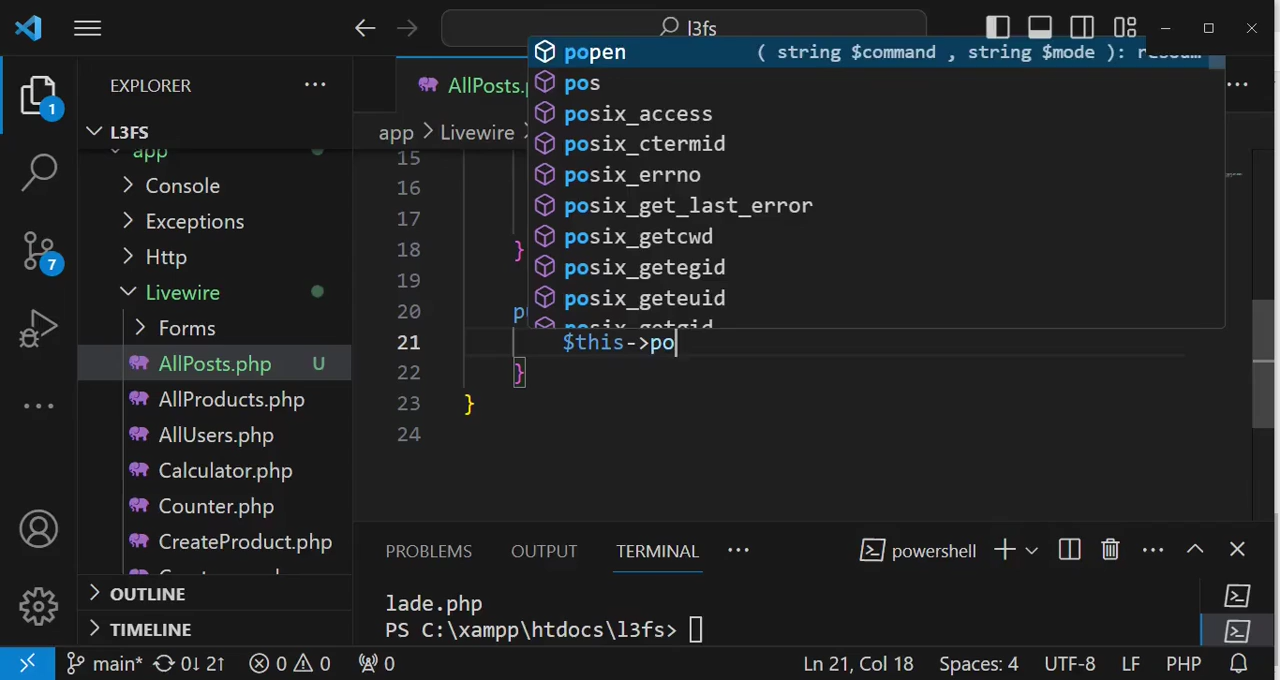 l3fs
EXPLORER
L3FS
app
Console
Exceptions
Http
Livewire
Forms
AllPosts.php U
AllProducts.php
AllUsers.php
Calculator.php
Counter.php
CreateProduct.php
OUTLINE
TIMELINE
1
7
AllPosts.
app > Livewire >
popen ( string $command , string $mode ): resou…
pos
posix_access
posix_ctermid
posix_errno
posix_get_last_error
posix_getcwd
posix_getegid
posix_geteuid
posix_getgid
15
16
17
18 }
19
20 pu
21 $this->po
22 }
23 }
24
PROBLEMS OUTPUT TERMINAL
powershell
lade.php
PS C:\xampp\htdocs\l3fs>
main* 0↓ 2↑ 0 0 0
Ln 21, Col 18 Spaces: 4 UTF-8 LF PHP